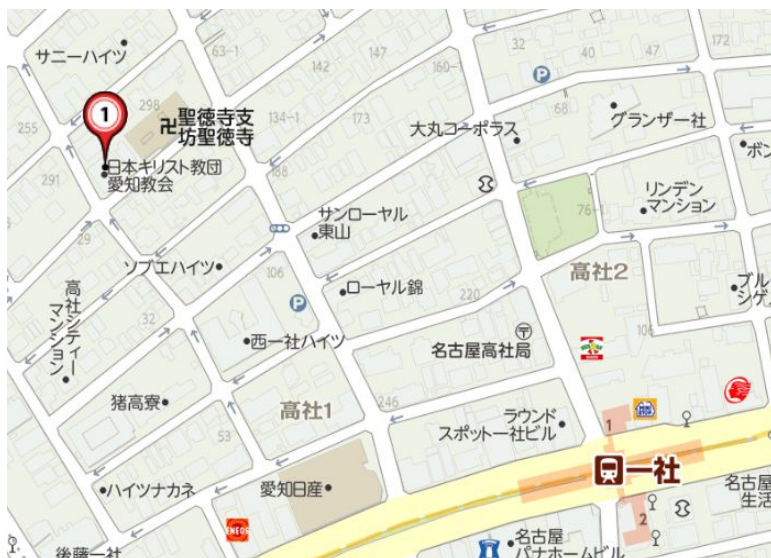 サニーハイツ
63-1
142
147
160-1
32
40
47
172
P
255
1
298
卍聖徳寺支
坊聖徳寺
134-1
173
68
大丸コーポラス
グランザー社
ボン
日本キリスト教団
愛知教会
188
291
リンデン
マンション
76-1
サンローヤル
東山
29
ソブエハイツ
106
高社2
ローヤル錦
220
ブル
シゲ
P
高社シティー
マンション
32
西一社ハイツ
〒
名古屋高社局
106
猪高寮
高社1
246
ラウンド
スポット一社ビル
1
53
一社
ハイツナカネ
愛知日産
名古屋
生活
2
ENEOS
後藤一社
名古屋
パナホームビル